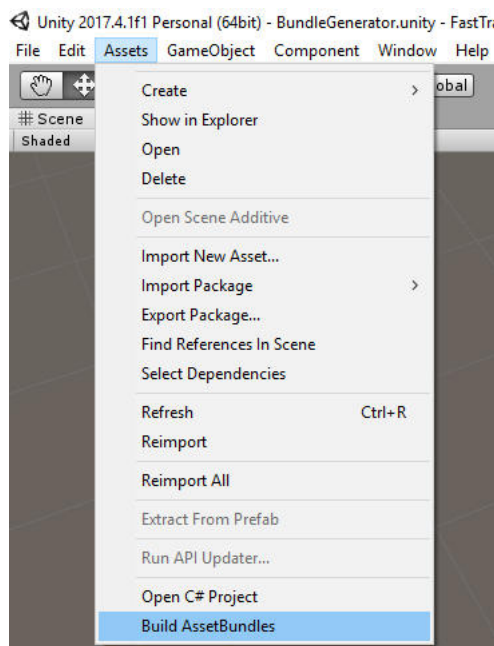 Unity 2017.4.1f1 Personal (64bit) - BundleGenerator.unity - FastTra
File Edit Assets GameObject Component Window Help
obal
Scene
Shaded
Create
Show in Explorer
Open
Delete
Open Scene Additive
Import New Asset...
Import Package
Export Package...
Find References In Scene
Select Dependencies
Refresh Ctrl+R
Reimport
Reimport All
Extract From Prefab
Run API Updater...
Open C# Project
Build AssetBundles